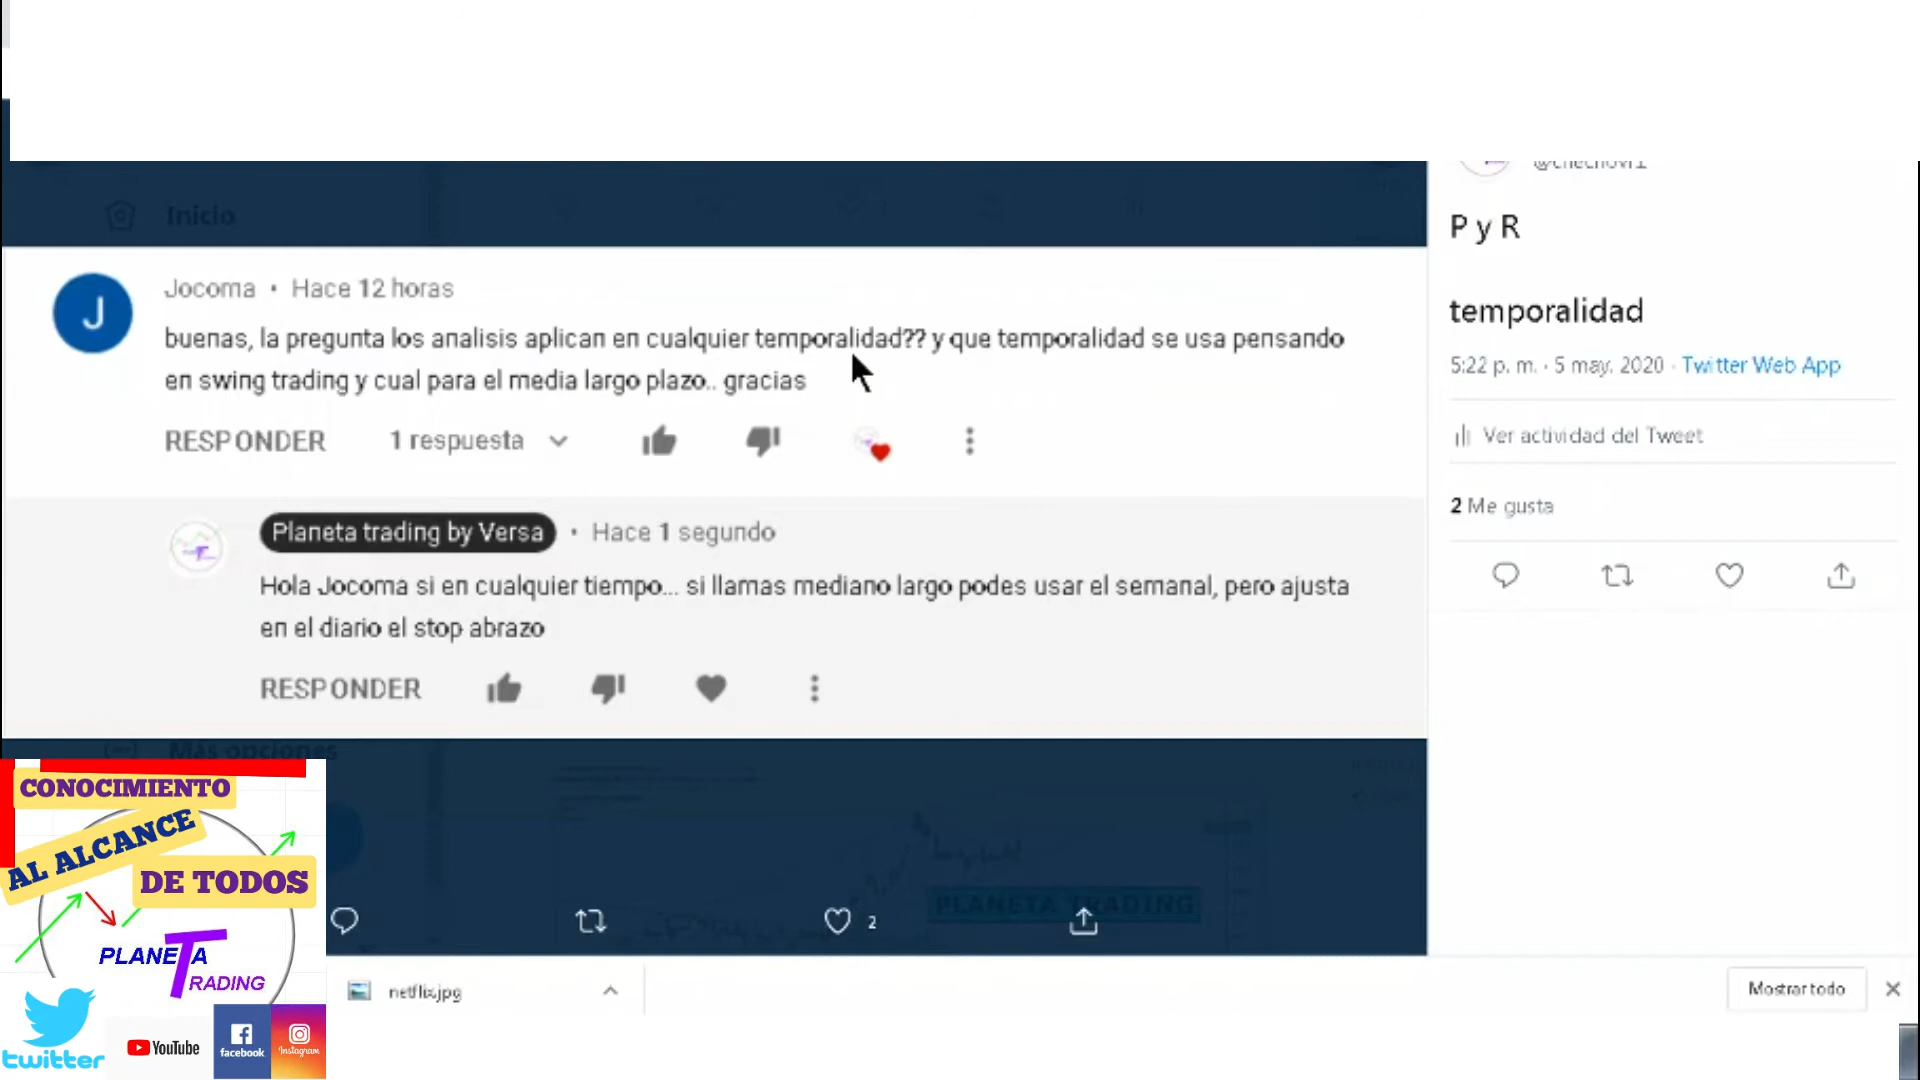 Inicio
Jocoma • Hace 12 horas
buenas, la pregunta los analisis aplican en cualquier temporalidad?? y que temporalidad se usa pensando
en swing trading y cual para el media largo plazo.. gracias
RESPONDER 1 respuesta
Planeta trading by Versa • Hace 1 segundo
Hola Jocoma si en cualquier tiempo... si llamas mediano largo podes usar el semanal, pero ajusta
en el diario el stop abrazo
RESPONDER
Más opciones
PLANETA TRADING
2
P y R
temporalidad
5:22 p. m. · 5 may. 2020 · Twitter Web App
Ver actividad del Tweet
2 Me gusta
CONOCIMIENTO
AL ALCANCE
DE TODOS
PLANETA
TRADING
twitter
YouTube
facebook
Instagram
netflix.jpg
Mostrar todo